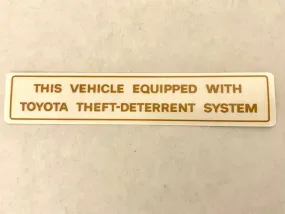 THIS VEHICLE EQUIPPED WITH
TOYOTA THEFT-DETERRENT SYSTEM